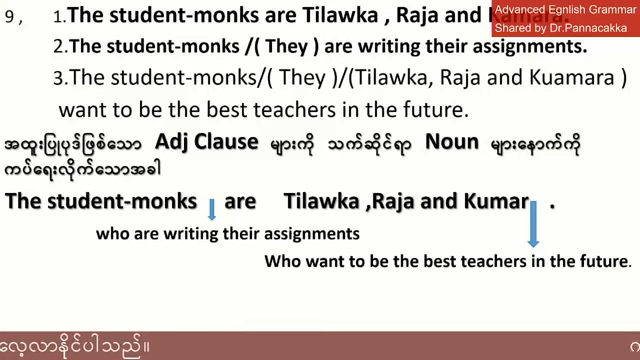 Advanced Egnlish Grammar
Shared by Dr.Pannacakka
9 , 1.The student-monks are Tilawka , Raja and Kamara.
2.The student-monks /( They ) are writing their assignments.
3.The student-monks/( They )/(Tilawka, Raja and Kuamara )
want to be the best teachers in the future.
အထူးပြုပုဒ်ဖြစ်သော Adj Clause များကို သက်ဆိုင်ရာ Noun များနောက်ကို
ကပ်ရေးလိုက်သောအခါ
The student-monks are Tilawka ,Raja and Kumar .
who are writing their assignments
Who want to be the best teachers in the future.
လေ့လာနိုင်ပါသည်။